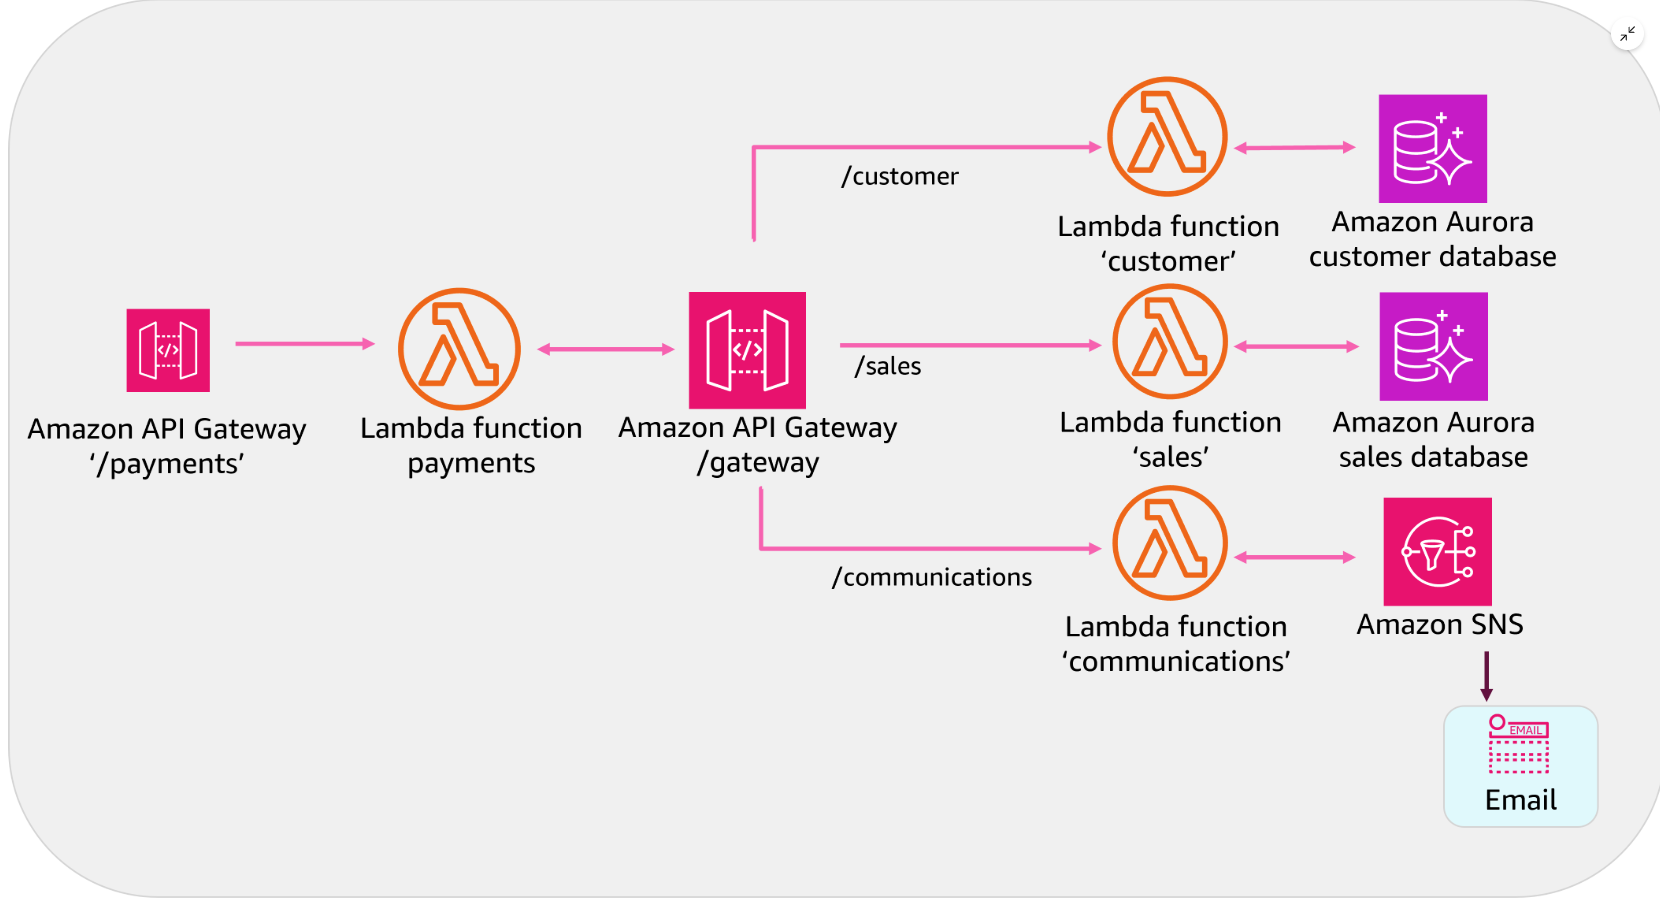 /customer
Lambda function
‘customer’
Amazon Aurora
customer database
Amazon API Gateway
‘/payments’
Lambda function
payments
Amazon API Gateway
/gateway
/sales
Lambda function
‘sales’
Amazon Aurora
sales database
/communications
Lambda function
‘communications’
Amazon SNS
EMAIL
Email